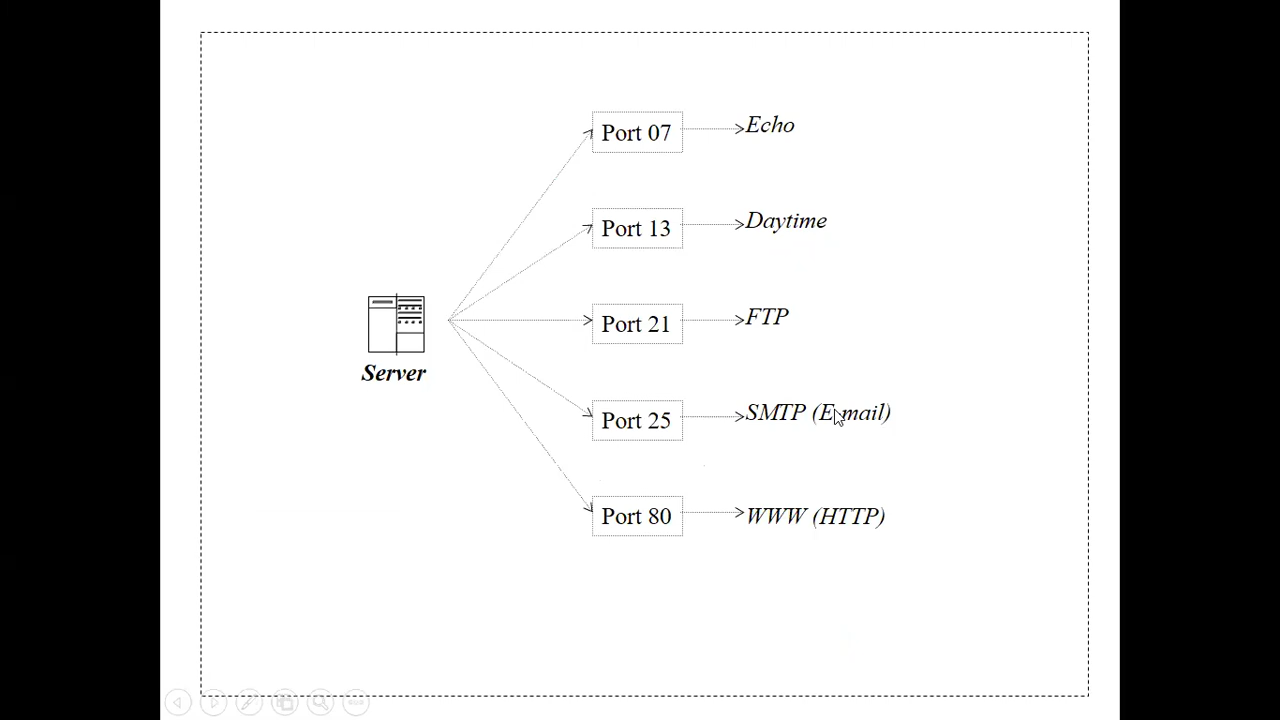 Port 07
Echo
Port 13
Daytime
Port 21
FTP
Server
Port 25
SMTP (E-mail)
Port 80
WWW (HTTP)